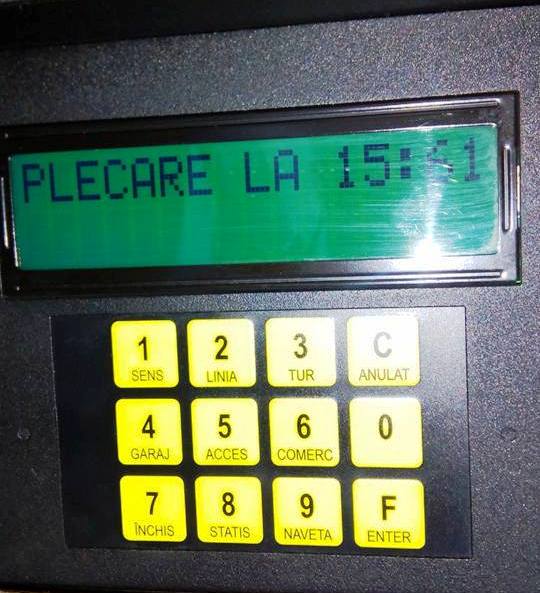 PLECARE LA 15:61
1 2 3 C
SENS LINIA TUR ANULAT
4 5 6 0
GARAJ ACCES COMERC
7 8 9 F
ÎNCHIS STATIS NAVETA ENTER